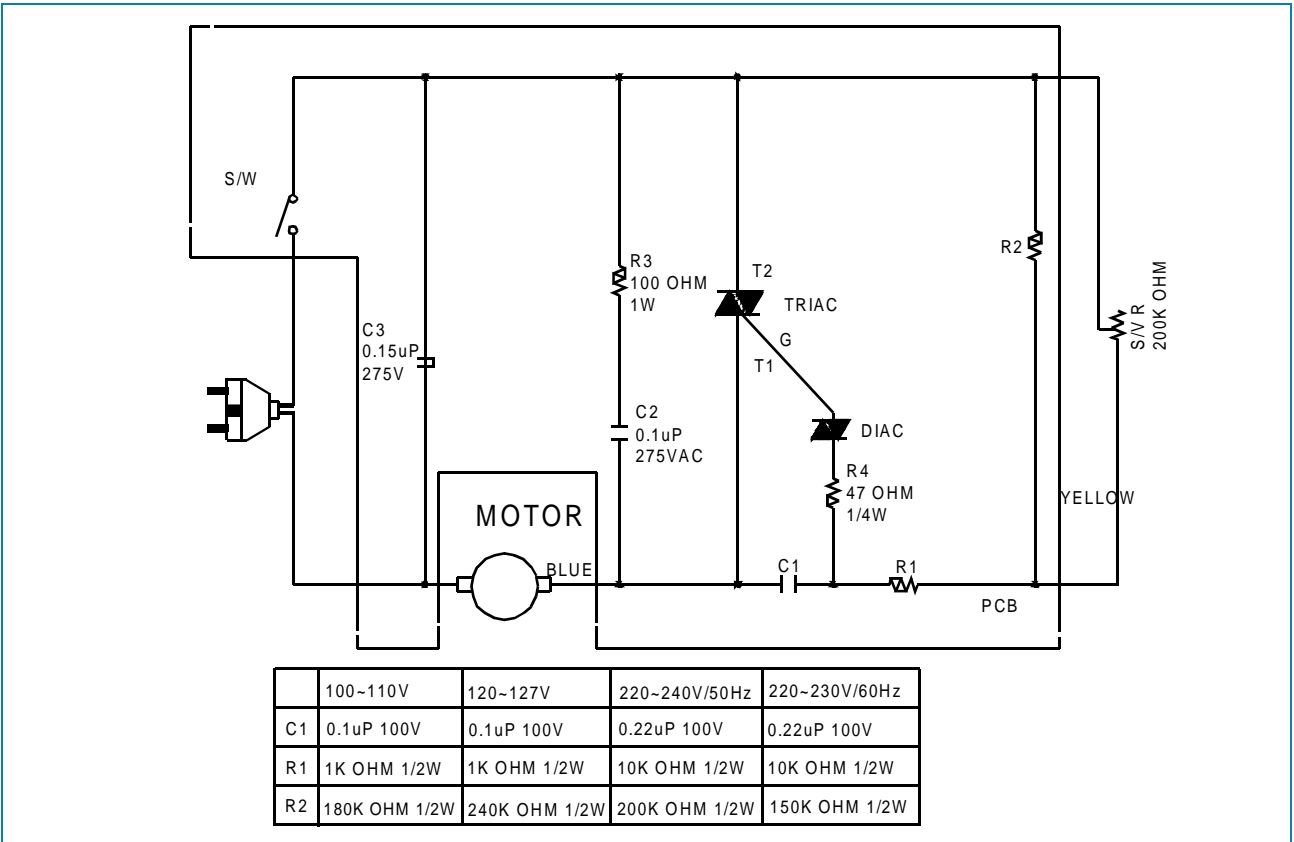 S/W
R3
100 OHM
1W
T2
TRIAC
G
T1
R2
S/V R
200K OHM
C3
0.15uP
275V
C2
0.1uP
275VAC
DIAC
R4
47 OHM
1/4W
YELLOW
MOTOR
BLUE
C1
R1
PCB
100~110V 120~127V 220~240V/50Hz 220~230V/60Hz
C1 0.1uP 100V 0.1uP 100V 0.22uP 100V 0.22uP 100V
R1 1K OHM 1/2W 1K OHM 1/2W 10K OHM 1/2W 10K OHM 1/2W
R2 180K OHM 1/2W 240K OHM 1/2W 200K OHM 1/2W 150K OHM 1/2W